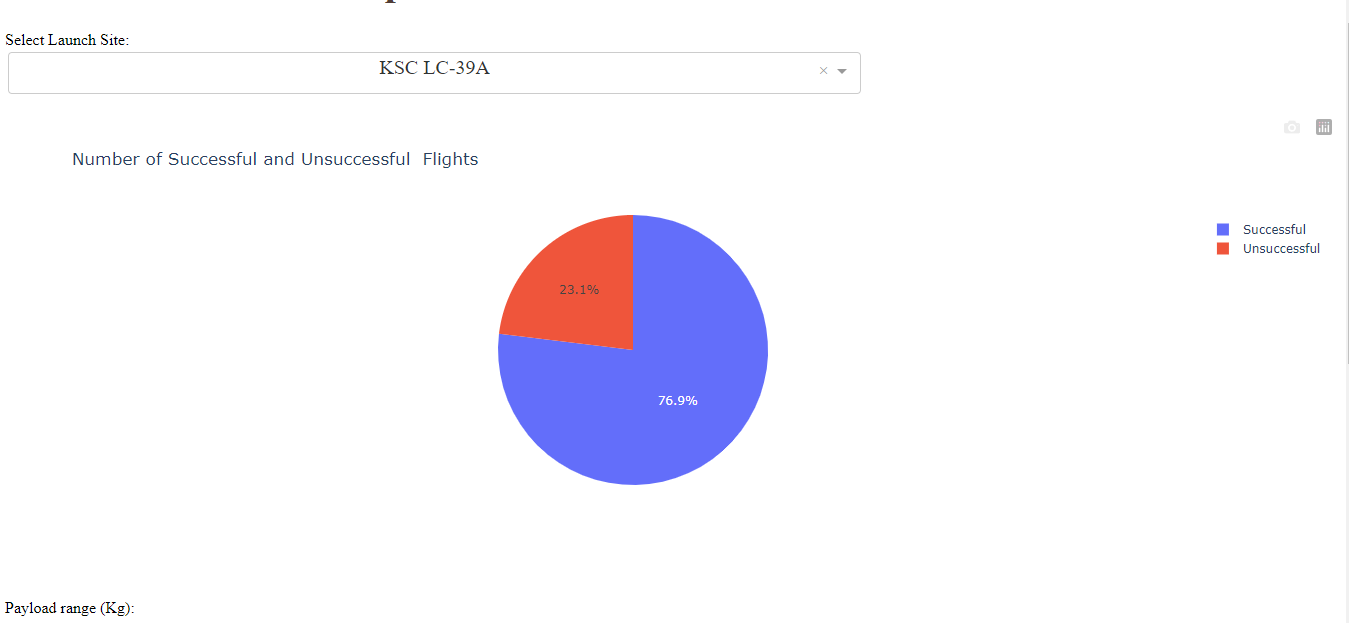 Select Launch Site:
KSC LC-39A
Number of Successful and Unsuccessful  Flights
Successful
Unsuccessful
23.1%
76.9%
Payload range (Kg):